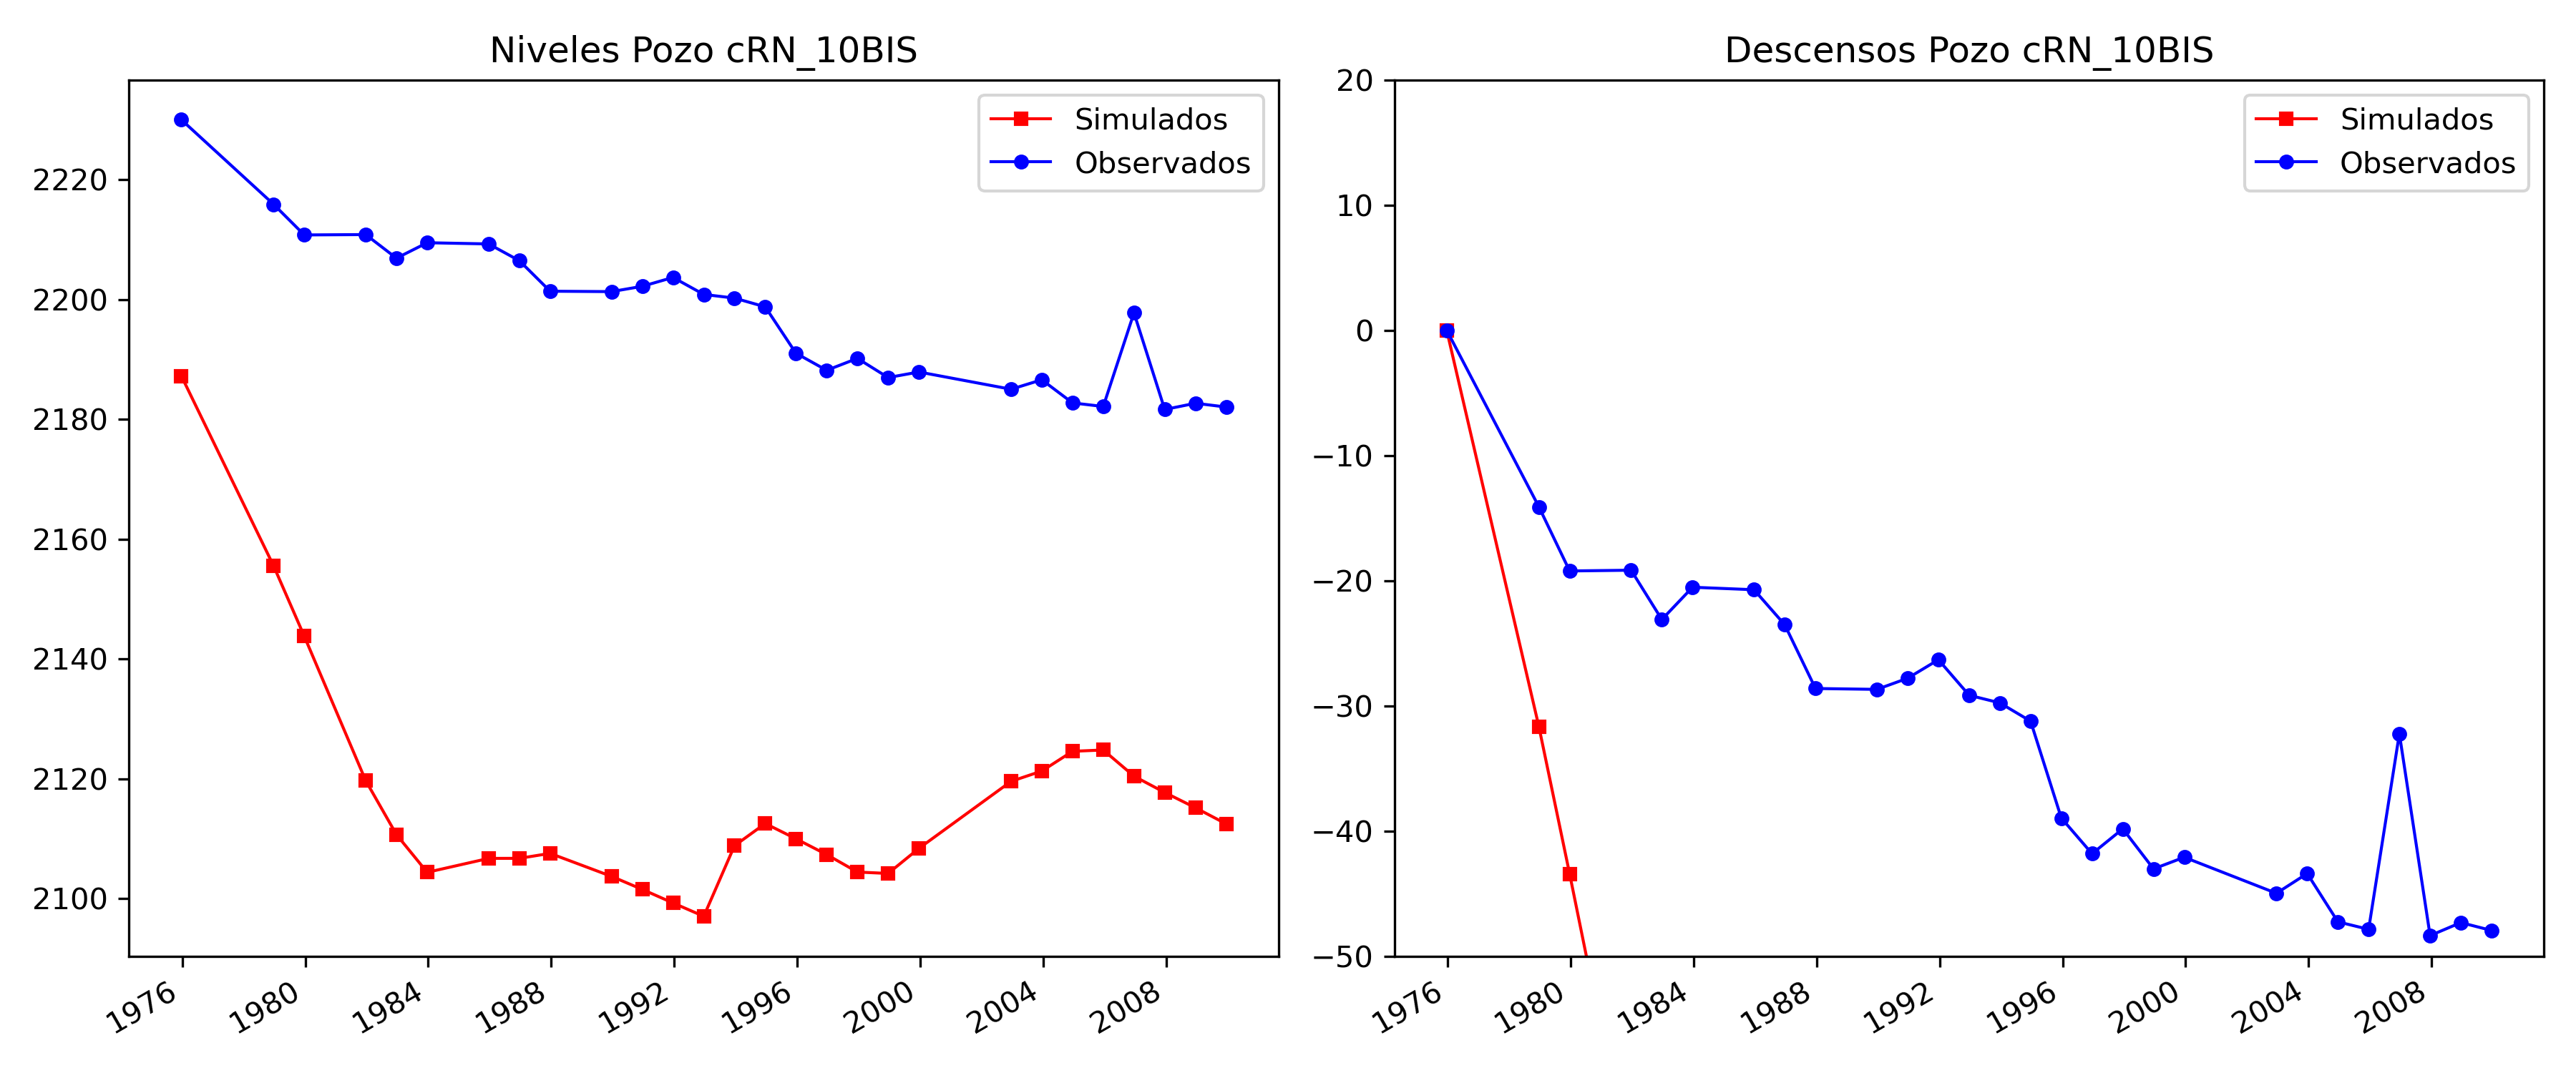 Niveles Pozo cRN_10BIS
Simulados
Observados
2220
2200
2180
2160
2140
2120
2100
1976 1980 1984 1988 1992 1996 2000 2004 2008
Descensos Pozo cRN_10BIS
Simulados
Observados
20
10
0
−10
−20
−30
−40
−50
1976 1980 1984 1988 1992 1996 2000 2004 2008